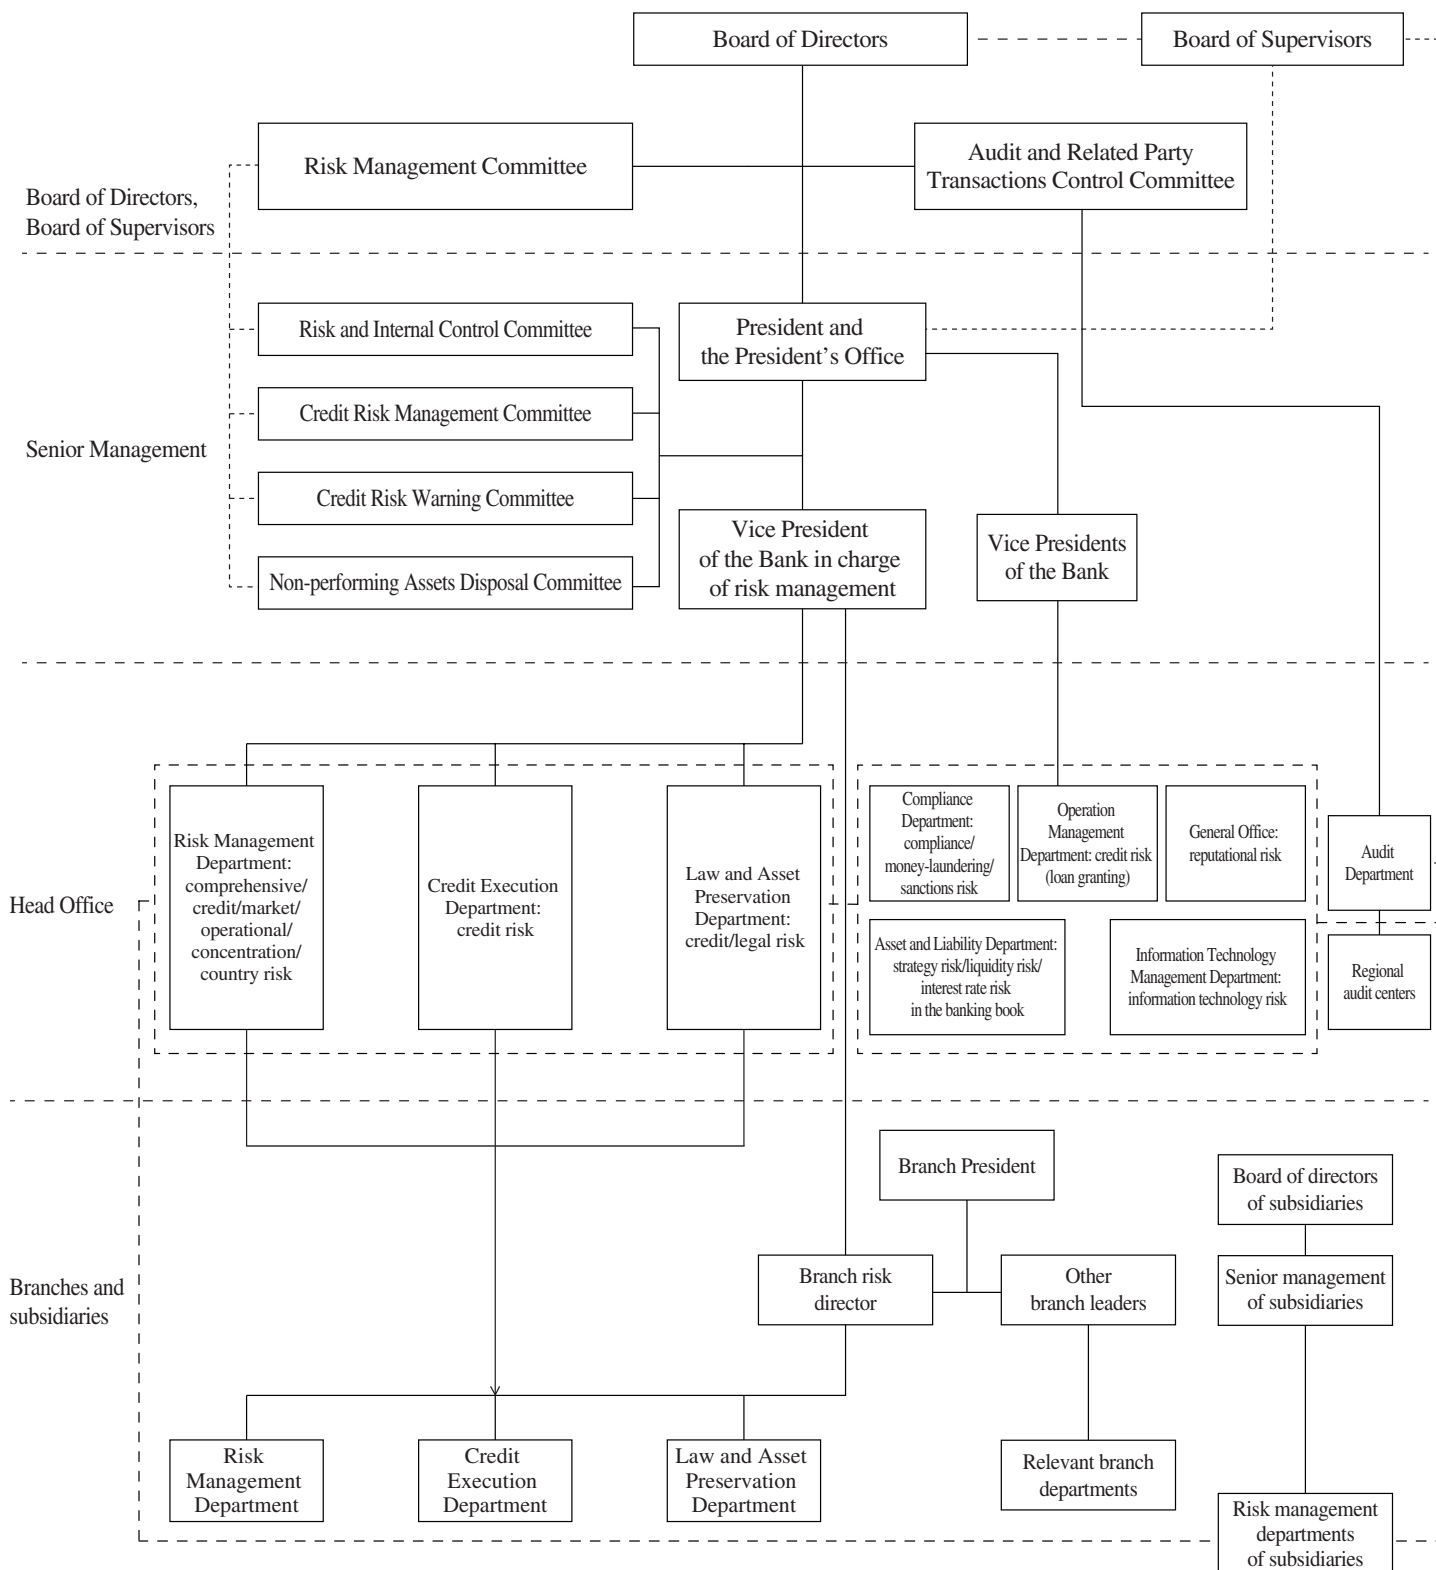 Board of Directors
Board of Supervisors
Risk Management Committee
Audit and Related Party
Transactions Control Committee
Board of Directors,
Board of Supervisors
Risk and Internal Control Committee
President and
the President’s Office
Credit Risk Management Committee
Senior Management
Credit Risk Warning Committee
Vice President
of the Bank in charge
of risk management
Vice Presidents
of the Bank
Non-performing Assets Disposal Committee
Head Office
Risk Management
Department:
comprehensive/
credit/market/
operational/
concentration/
country risk
Credit Execution
Department:
credit risk
Law and Asset
Preservation
Department:
credit/legal risk
Compliance
Department:
compliance/
money-laundering/
sanctions risk
Operation
Management
Department: credit risk
(loan granting)
General Office:
reputational risk
Audit
Department
Asset and Liability Department:
strategy risk/liquidity risk/
interest rate risk
in the banking book
Information Technology
Management Department:
information technology risk
Regional
audit centers
Branches and
subsidiaries
Branch President
Board of directors
of subsidiaries
Branch risk
director
Other
branch leaders
Senior management
of subsidiaries
Risk
Management
Department
Credit
Execution
Department
Law and Asset
Preservation
Department
Relevant branch
departments
Risk management
departments
of subsidiaries